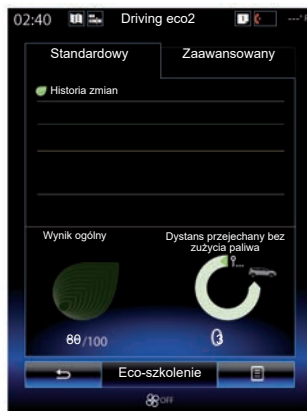 02:40 Driving eco2 ---°F
Standardowy Zaawansowany
Historia zmian
Wynik ogólny
Dystans przejechany bez
zużycia paliwa
/100
Eco-szkolenie
OFF